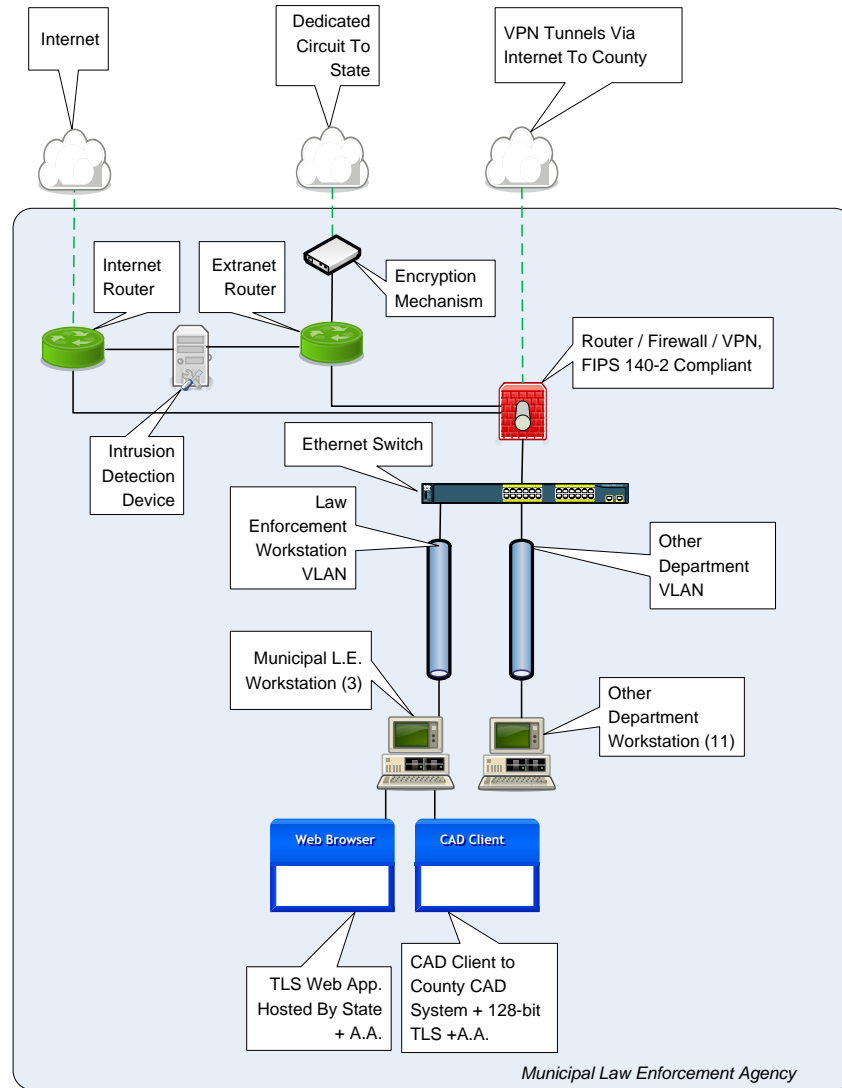 Internet
Dedicated
Circuit To
State
VPN Tunnels Via
Internet To County
Internet
Router
Extranet
Router
Encryption
Mechanism
Router / Firewall / VPN,
FIPS 140-2 Compliant
Intrusion
Detection
Device
Ethernet Switch
Law
Enforcement
Workstation
VLAN
Other
Department
VLAN
Municipal L.E.
Workstation (3)
Other
Department
Workstation (11)
Web Browser
CAD Client
TLS Web App.
Hosted By State
+ A.A.
CAD Client to
County CAD
System + 128-bit
TLS +A.A.
Municipal Law Enforcement Agency